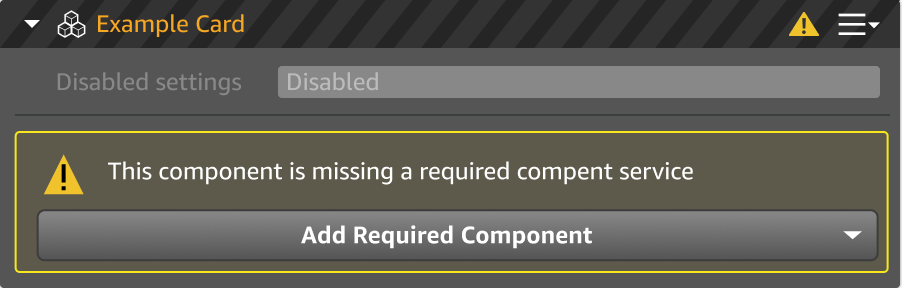 Example Card
Disabled settings
Disabled
This component is missing a required compent service
Add Required Component